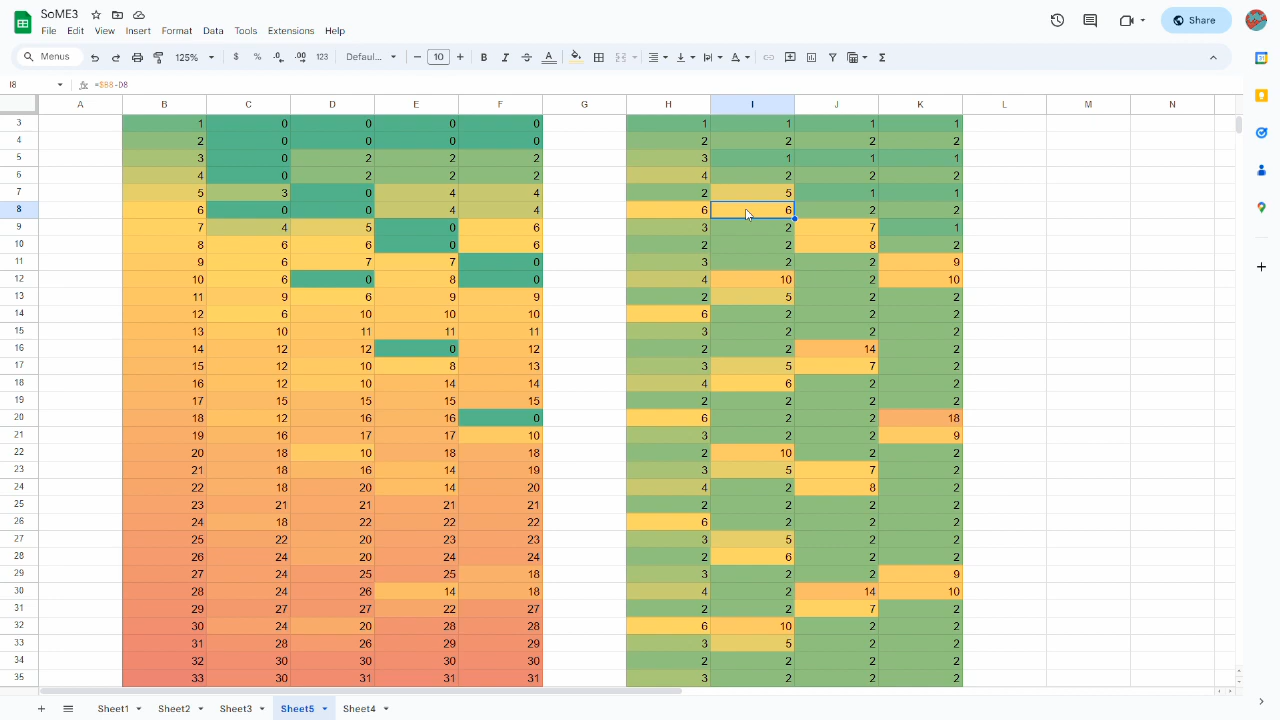 SoME3
File Edit View Insert Format Data Tools Extensions Help
Share
Menus 125% $ % .0 .00 123 Defaul... − 10 + B I A Σ
I8 fx =$B8-D8
A B C D E F G H I J K L M N
3 1 0 0 0 0 1 1 1 1
4 2 0 0 0 0 2 2 2 2
5 3 0 2 2 2 3 1 1 1
6 4 0 2 2 2 4 2 2 2
7 5 3 0 4 4 2 5 1 1
8 6 0 0 4 4 6 6 2 2
9 7 4 5 0 6 3 2 7 1
10 8 6 6 0 6 2 2 8 2
11 9 6 7 7 0 3 2 2 9
12 10 6 0 8 0 4 10 2 10
13 11 9 6 9 9 2 5 2 2
14 12 6 10 10 10 6 2 2 2
15 13 10 11 11 11 3 2 2 2
16 14 12 12 0 12 2 2 14 2
17 15 12 10 8 13 3 5 7 2
18 16 12 10 14 14 4 6 2 2
19 17 15 15 15 15 2 2 2 2
20 18 12 16 16 0 6 2 2 18
21 19 16 17 17 10 3 2 2 9
22 20 18 10 18 18 2 10 2 2
23 21 18 16 14 19 3 5 7 2
24 22 18 20 14 20 4 2 8 2
25 23 21 21 21 21 2 2 2 2
26 24 18 22 22 22 6 2 2 2
27 25 22 20 23 23 3 5 2 2
28 26 24 20 24 24 2 6 2 2
29 27 24 25 25 18 3 2 2 9
30 28 24 26 14 18 4 2 14 10
31 29 27 27 22 27 2 2 7 2
32 30 24 20 28 28 6 10 2 2
33 31 28 26 29 29 3 5 2 2
34 32 30 30 30 30 2 2 2 2
35 33 30 31 31 31 3 2 2 2
+ Sheet1 Sheet2 Sheet3 Sheet5 Sheet4